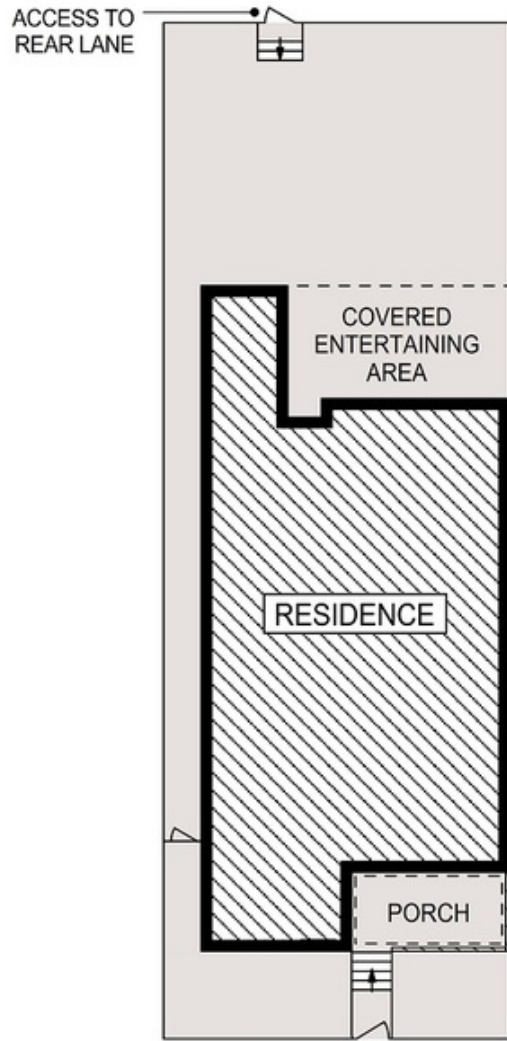 ACCESS TO
REAR LANE
COVERED
ENTERTAINING
AREA
RESIDENCE
PORCH